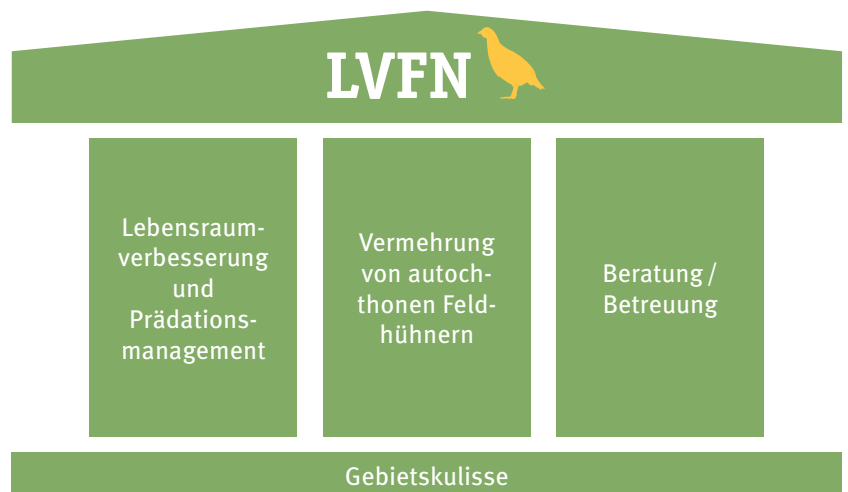 LVFN
Lebensraum-
verbesserung
und
Prädations-
management
Vermehrung
von autoch-
thonen Feld-
hühnern
Beratung /
Betreuung
Gebietskulisse